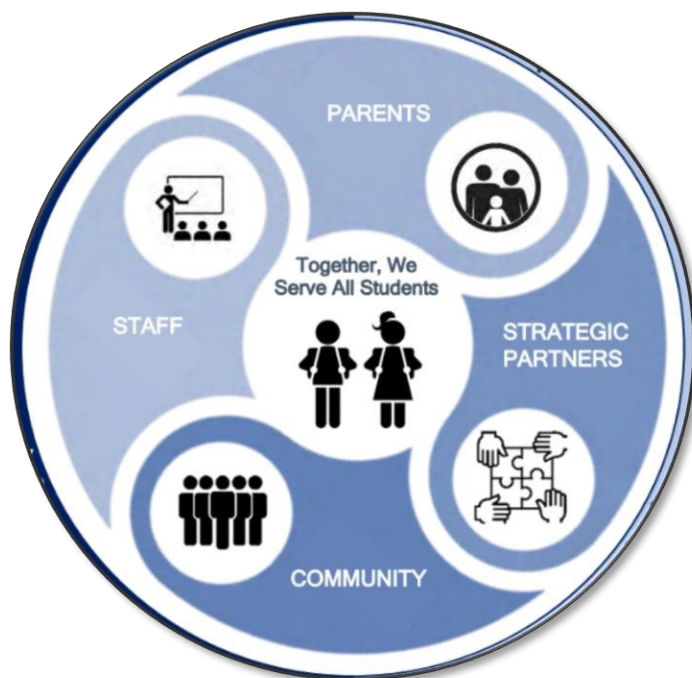 PARENTS
Together, We
Serve All Students
STAFF
STRATEGIC
PARTNERS
COMMUNITY